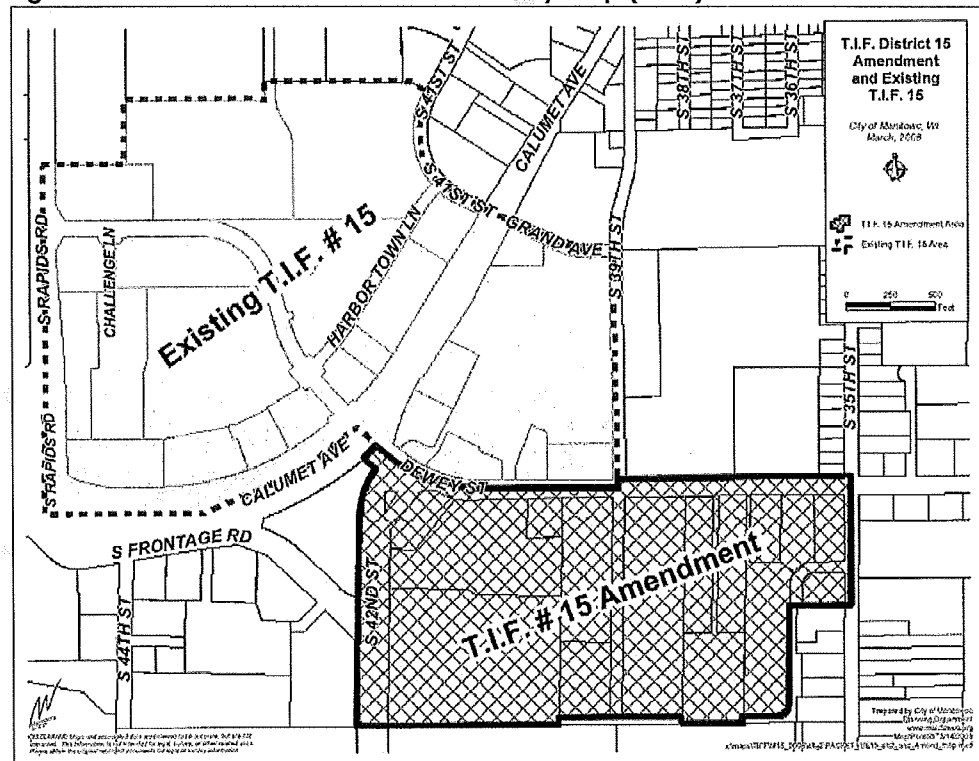 T.I.F. District 15
Amendment
and Existing
T.I.F. 15
City of Manitowoc, WI
March, 2008
T.I.F. 15 Amendment Area
Existing T.I.F. 15 Area
0 250 500
Feet
S 38TH ST
S 37TH ST
S 36TH ST
S 41ST ST
CALUMET AVE
S 41ST ST - GRAND AVE
S 39TH ST
HARBOR TOWN LN
Existing T.I.F. # 15
S RAPIDS RD
CHALLENGE LN
S RAPIDS RD
S 35TH ST
CALUMET AVE
DEWEY ST
S FRONTAGE RD
S 42ND ST
S 44TH ST
T.I.F. # 15 Amendment
Prepared by City of Manitowoc
Planning Department
www.manitowoc.org